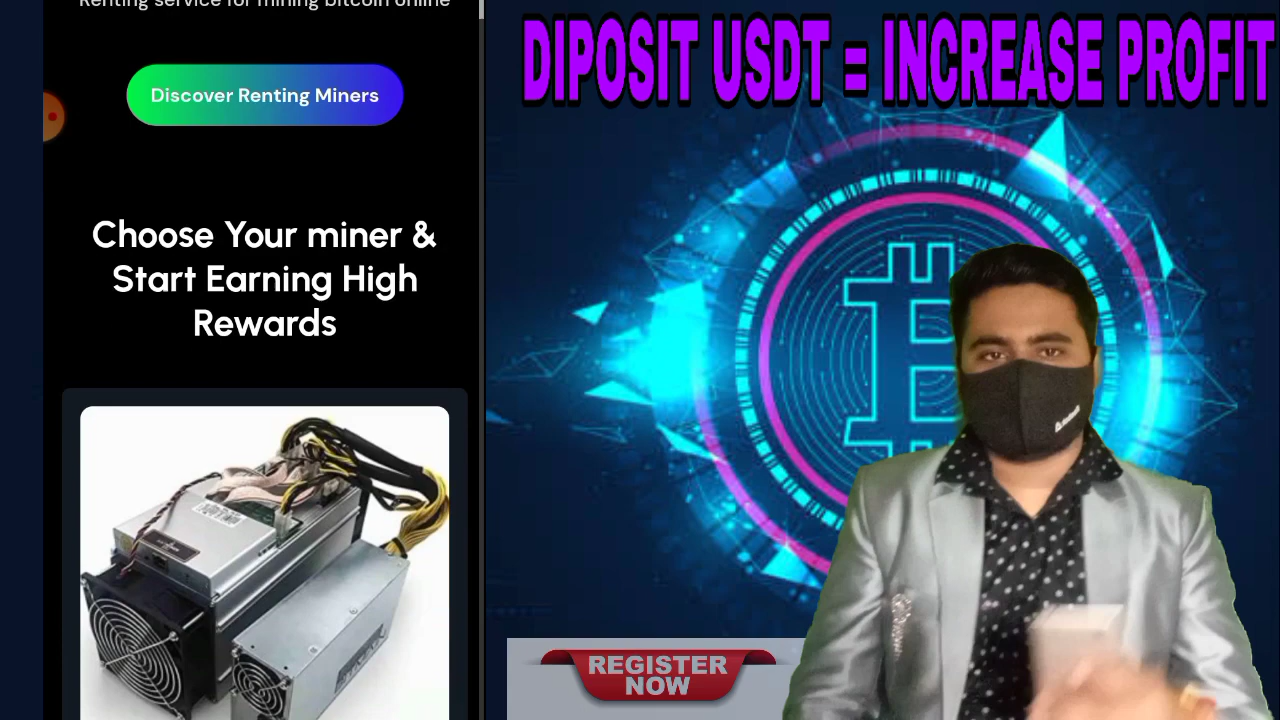 Renting service for mining bitcoin online
Discover Renting Miners
Choose Your miner &
Start Earning High
Rewards
DIPOSIT USDT = INCREASE PROFIT
REGISTER
NOW